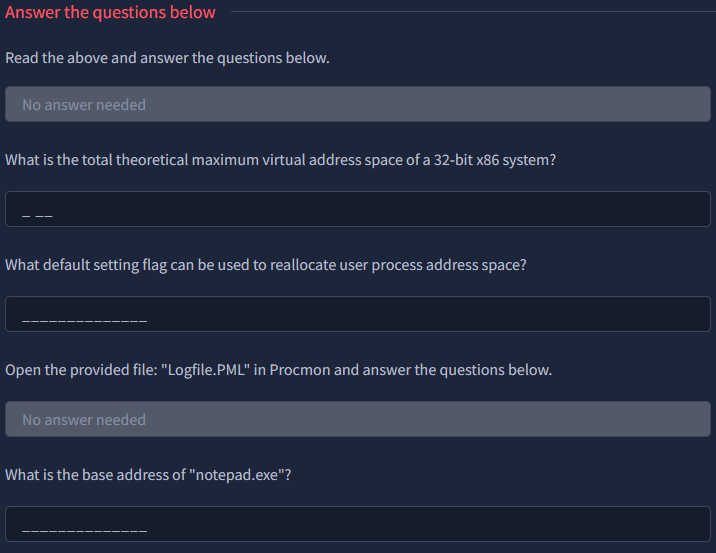 Answer the questions below
Read the above and answer the questions below.
No answer needed
What is the total theoretical maximum virtual address space of a 32-bit x86 system?
_ __
What default setting flag can be used to reallocate user process address space?
______________
Open the provided file: "Logfile.PML" in Procmon and answer the questions below.
No answer needed
What is the base address of "notepad.exe"?
______________